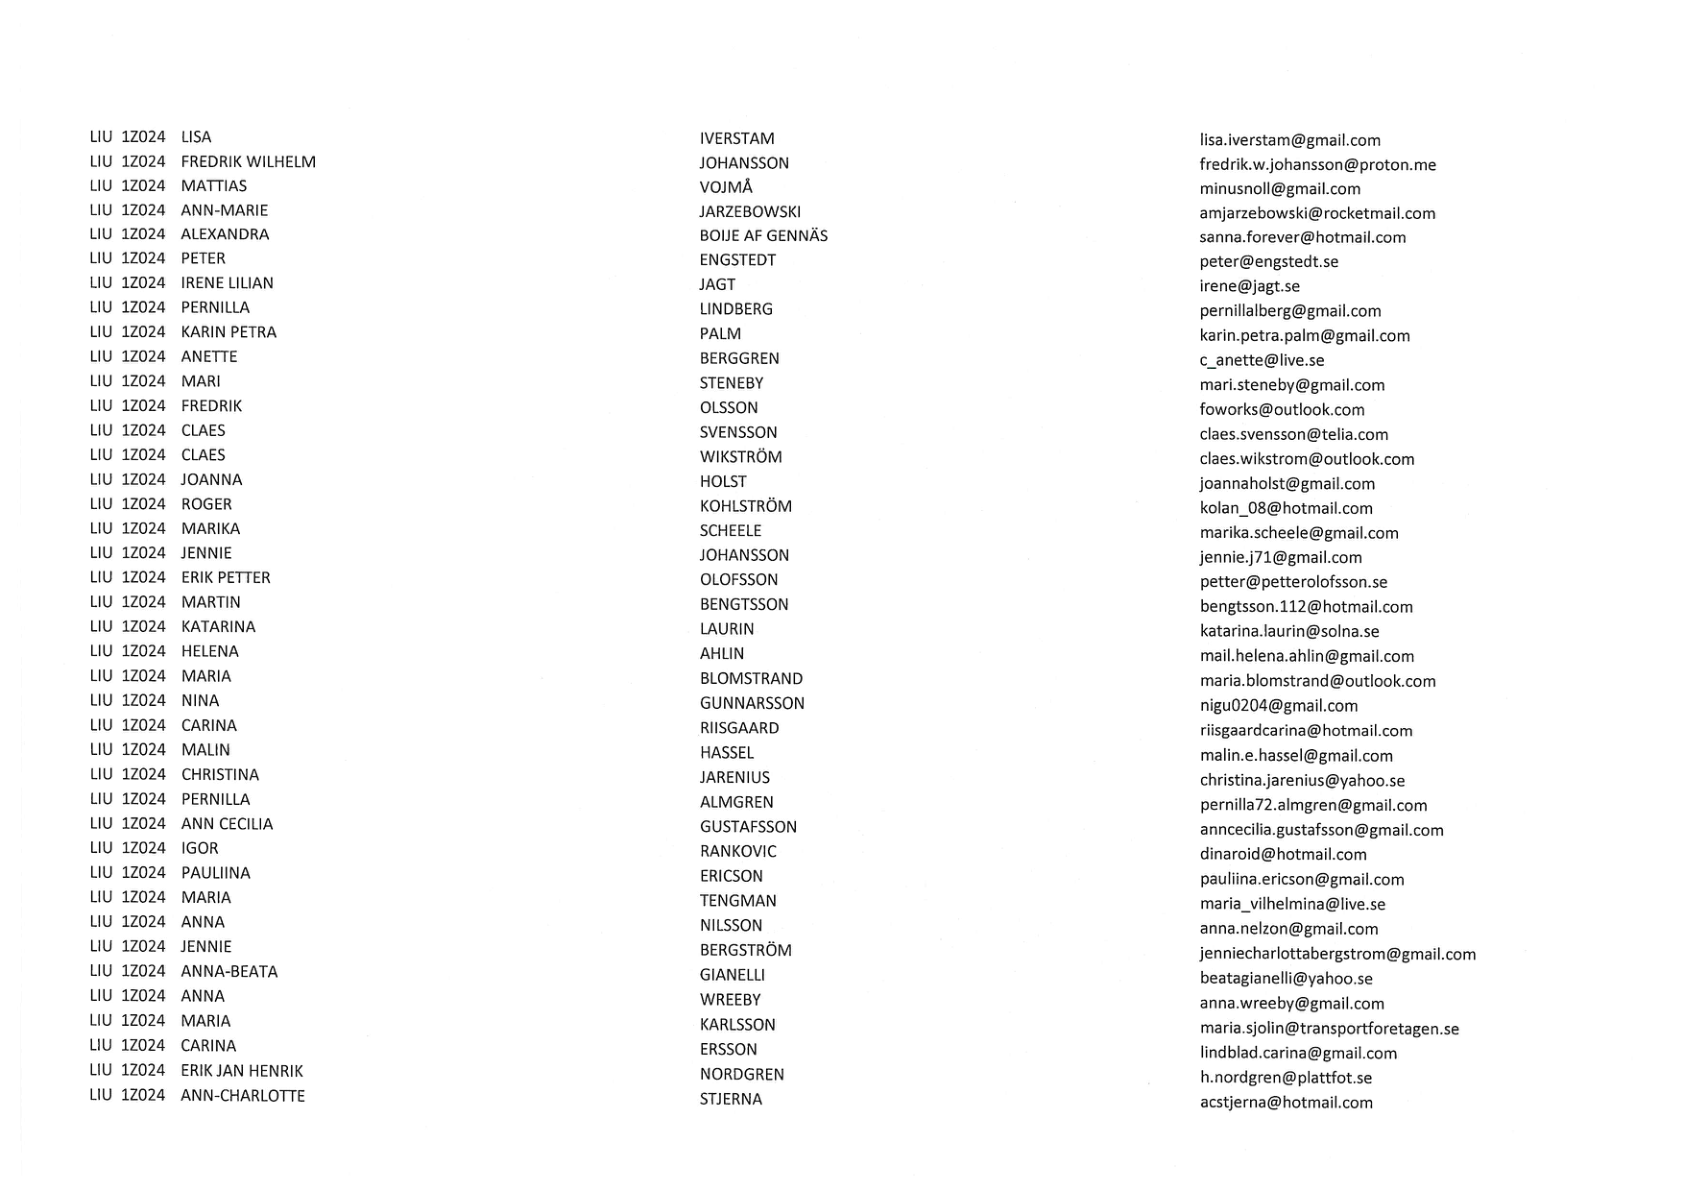 LIU 1Z024 LISA IVERSTAM lisa.iverstam@gmail.com
LIU 1Z024 FREDRIK WILHELM JOHANSSON fredrik.w.johansson@proton.me
LIU 1Z024 MATTIAS VOJMÅ minusnoll@gmail.com
LIU 1Z024 ANN-MARIE JARZEBOWSKI amjarzebowski@rocketmail.com
LIU 1Z024 ALEXANDRA BOIJE AF GENNÄS sanna.forever@hotmail.com
LIU 1Z024 PETER ENGSTEDT peter@engstedt.se
LIU 1Z024 IRENE LILIAN JAGT irene@jagt.se
LIU 1Z024 PERNILLA LINDBERG pernillalberg@gmail.com
LIU 1Z024 KARIN PETRA PALM karin.petra.palm@gmail.com
LIU 1Z024 ANETTE BERGGREN c_anette@live.se
LIU 1Z024 MARI STENEBY mari.steneby@gmail.com
LIU 1Z024 FREDRIK OLSSON foworks@outlook.com
LIU 1Z024 CLAES SVENSSON claes.svensson@telia.com
LIU 1Z024 CLAES WIKSTRÖM claes.wikstrom@outlook.com
LIU 1Z024 JOANNA HOLST joannaholst@gmail.com
LIU 1Z024 ROGER KOHLSTRÖM kolan_08@hotmail.com
LIU 1Z024 MARIKA SCHEELE marika.scheele@gmail.com
LIU 1Z024 JENNIE JOHANSSON jennie.j71@gmail.com
LIU 1Z024 ERIK PETTER OLOFSSON petter@petterolofsson.se
LIU 1Z024 MARTIN BENGTSSON bengtsson.112@hotmail.com
LIU 1Z024 KATARINA LAURIN katarina.laurin@solna.se
LIU 1Z024 HELENA AHLIN mail.helena.ahlin@gmail.com
LIU 1Z024 MARIA BLOMSTRAND maria.blomstrand@outlook.com
LIU 1Z024 NINA GUNNARSSON nigu0204@gmail.com
LIU 1Z024 CARINA RIISGAARD riisgaardcarina@hotmail.com
LIU 1Z024 MALIN HASSEL malin.e.hassel@gmail.com
LIU 1Z024 CHRISTINA JARENIUS christina.jarenius@yahoo.se
LIU 1Z024 PERNILLA ALMGREN pernilla72.almgren@gmail.com
LIU 1Z024 ANN CECILIA GUSTAFSSON anncecilia.gustafsson@gmail.com
LIU 1Z024 IGOR RANKOVIC dinaroid@hotmail.com
LIU 1Z024 PAULIINA ERICSON pauliina.ericson@gmail.com
LIU 1Z024 MARIA TENGMAN maria_vilhelmina@live.se
LIU 1Z024 ANNA NILSSON anna.nelzon@gmail.com
LIU 1Z024 JENNIE BERGSTRÖM jenniecharlottabergstrom@gmail.com
LIU 1Z024 ANNA-BEATA GIANELLI beatagianelli@yahoo.se
LIU 1Z024 ANNA WREEBY anna.wreeby@gmail.com
LIU 1Z024 MARIA KARLSSON maria.sjolin@transportforetagen.se
LIU 1Z024 CARINA ERSSON lindblad.carina@gmail.com
LIU 1Z024 ERIK JAN HENRIK NORDGREN h.nordgren@plattfot.se
LIU 1Z024 ANN-CHARLOTTE STJERNA acstjerna@hotmail.com